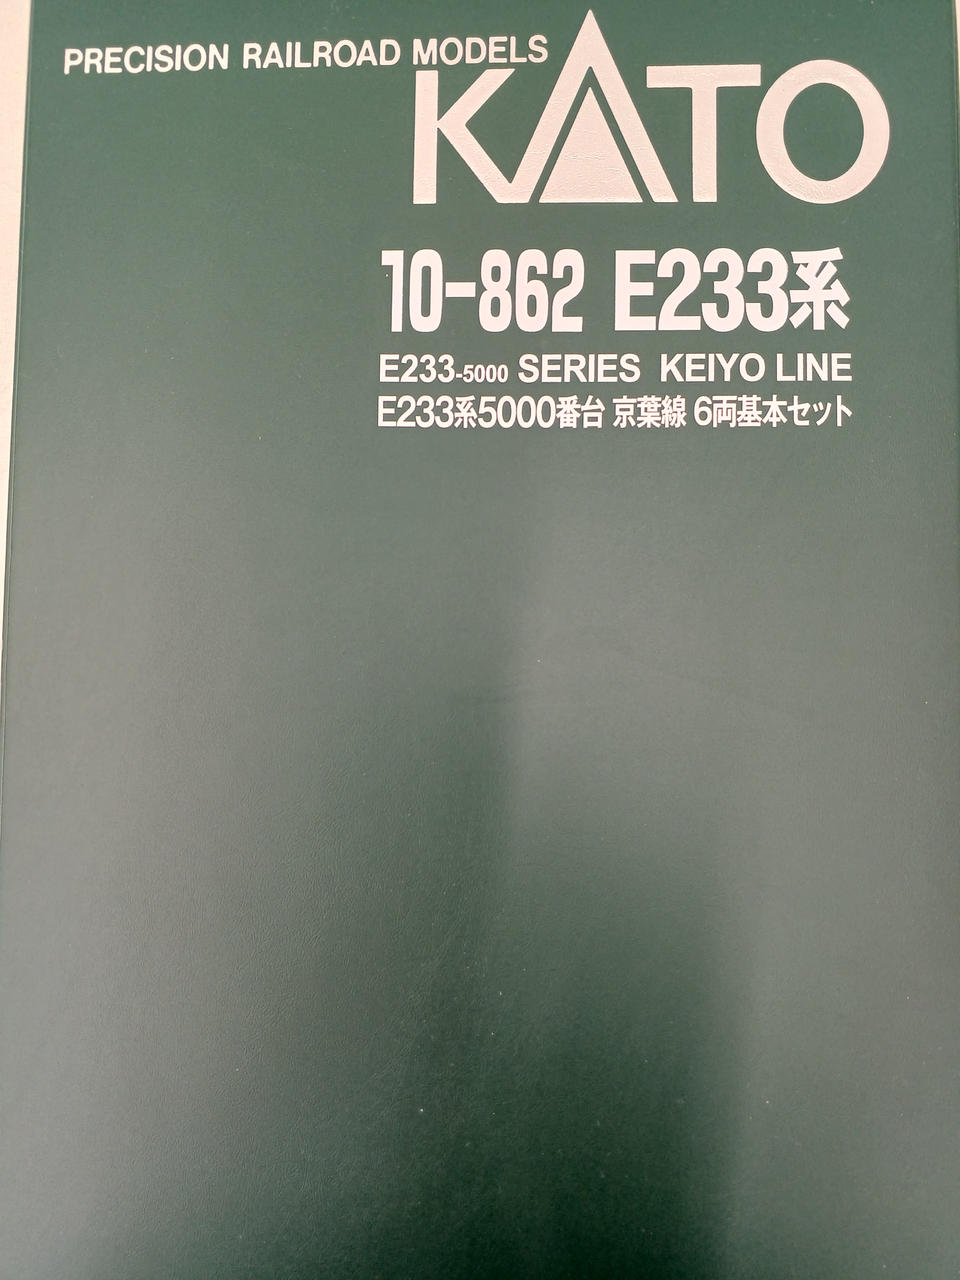 PRECISION RAILROAD MODELS
KATO
10-862 E233系
E233-5000 SERIES KEIYO LINE
E233系5000番台 京葉線 6両基本セット